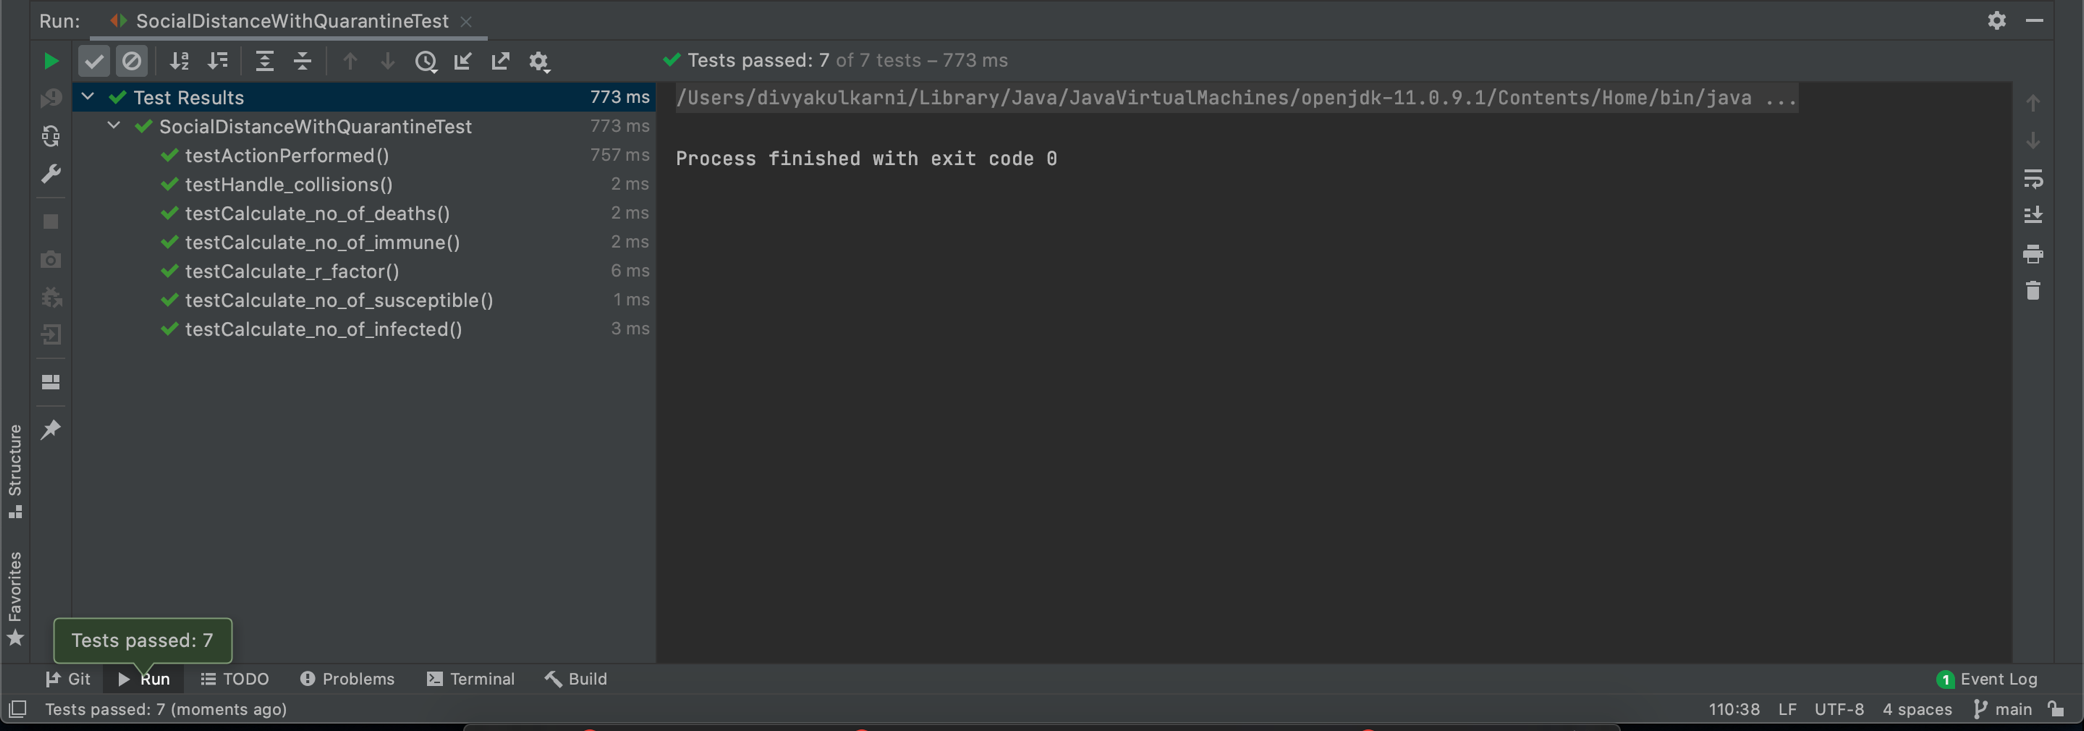 Run: SocialDistanceWithQuarantineTest
Tests passed: 7 of 7 tests – 773 ms
Test Results 773 ms
SocialDistanceWithQuarantineTest 773 ms
testActionPerformed() 757 ms
testHandle_collisions() 2 ms
testCalculate_no_of_deaths() 2 ms
testCalculate_no_of_immune() 2 ms
testCalculate_r_factor() 6 ms
testCalculate_no_of_susceptible() 1 ms
testCalculate_no_of_infected() 3 ms
/Users/divyakulkarni/Library/Java/JavaVirtualMachines/openjdk-11.0.9.1/Contents/Home/bin/java ...
Process finished with exit code 0
Structure
Favorites
Tests passed: 7
Git Run TODO Problems Terminal Build 1 Event Log
Tests passed: 7 (moments ago) 110:38 LF UTF-8 4 spaces main